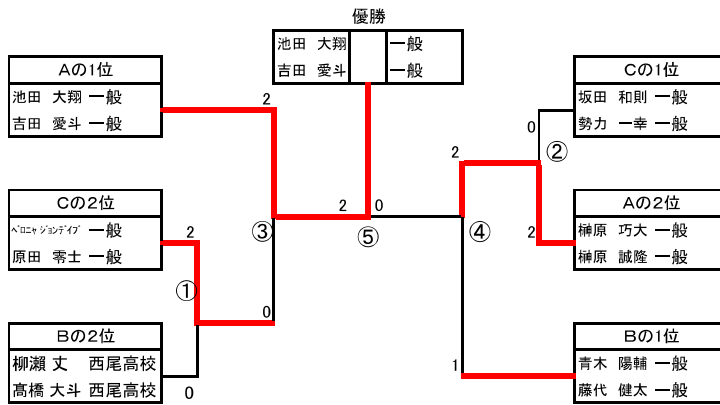 優勝
池田 大翔 一般
吉田 愛斗 一般
Aの1位
池田 大翔 一般
吉田 愛斗 一般
Cの2位
ペロニャ ジョンデイブ 一般
原田 零士 一般
Bの2位
柳瀬 丈 西尾高校
髙橋 大斗 西尾高校
2
2
①
0
0
③
2
0
⑤
2
④
1
0
②
2
Cの1位
坂田 和則 一般
勢力 一幸 一般
Aの2位
榊原 巧大 一般
榊原 誠隆 一般
Bの1位
青木 陽輔 一般
藤代 健太 一般